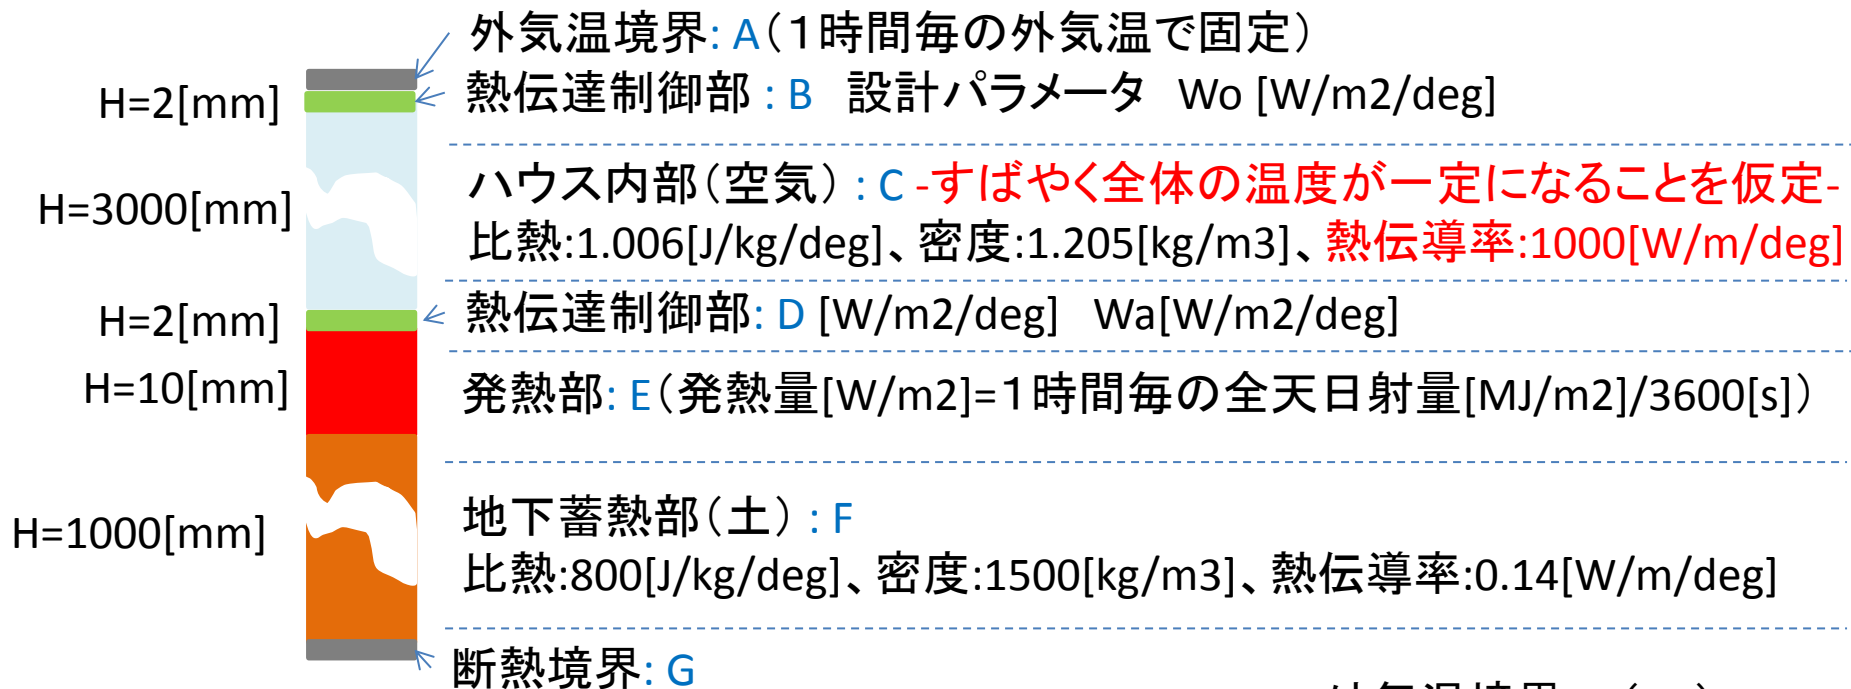 外気温境界: A（１時間毎の外気温で固定）
H=2[mm]
熱伝達制御部 : B 設計パラメータ Wo [W/m2/deg]
ハウス内部（空気）: C -すばやく全体の温度が一定になることを仮定-
H=3000[mm]
比熱:1.006[J/kg/deg]、密度:1.205[kg/m3]、熱伝導率:1000[W/m/deg]
H=2[mm]
熱伝達制御部: D [W/m2/deg] Wa[W/m2/deg]
H=10[mm]
発熱部: E（発熱量[W/m2]=１時間毎の全天日射量[MJ/m2]/3600[s]）
地下蓄熱部（土）: F
H=1000[mm]
比熱:800[J/kg/deg]、密度:1500[kg/m3]、熱伝導率:0.14[W/m/deg]
断熱境界: G